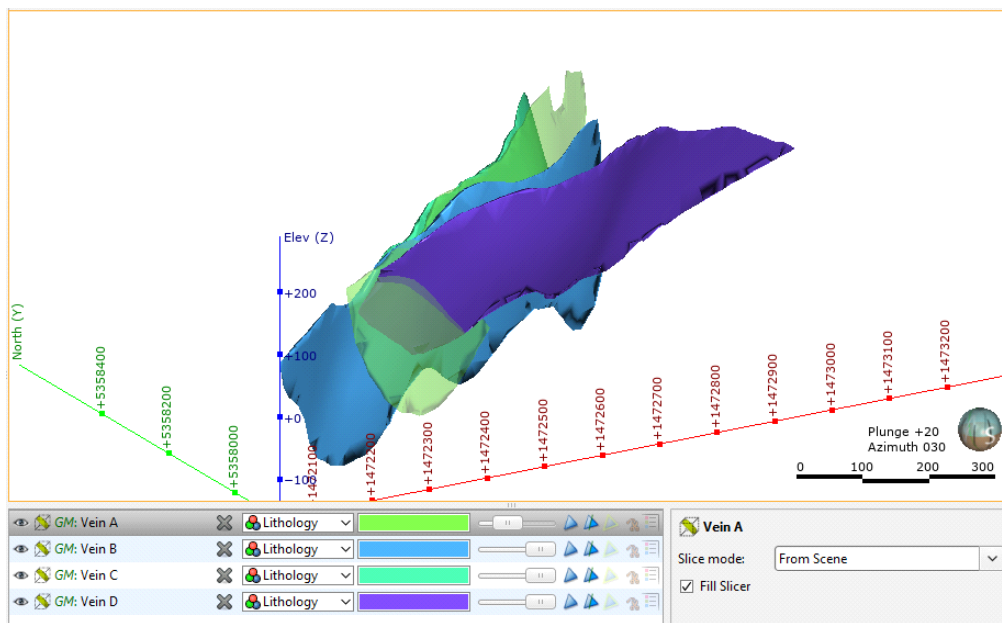 Elev (Z)
+200
+100
+0
-100
North (Y)
+5358400
+5358200
+5358000
+1472100
+1472200
+1472300
+1472400
+1472500
+1472600
+1472700
+1472800
+1472900
+1473000
+1473100
+1473200
Plunge +20
Azimuth 030
S
0 100 200 300
GM: Vein A Lithology
GM: Vein B Lithology
GM: Vein C Lithology
GM: Vein D Lithology
Vein A
Slice mode: From Scene
Fill Slicer